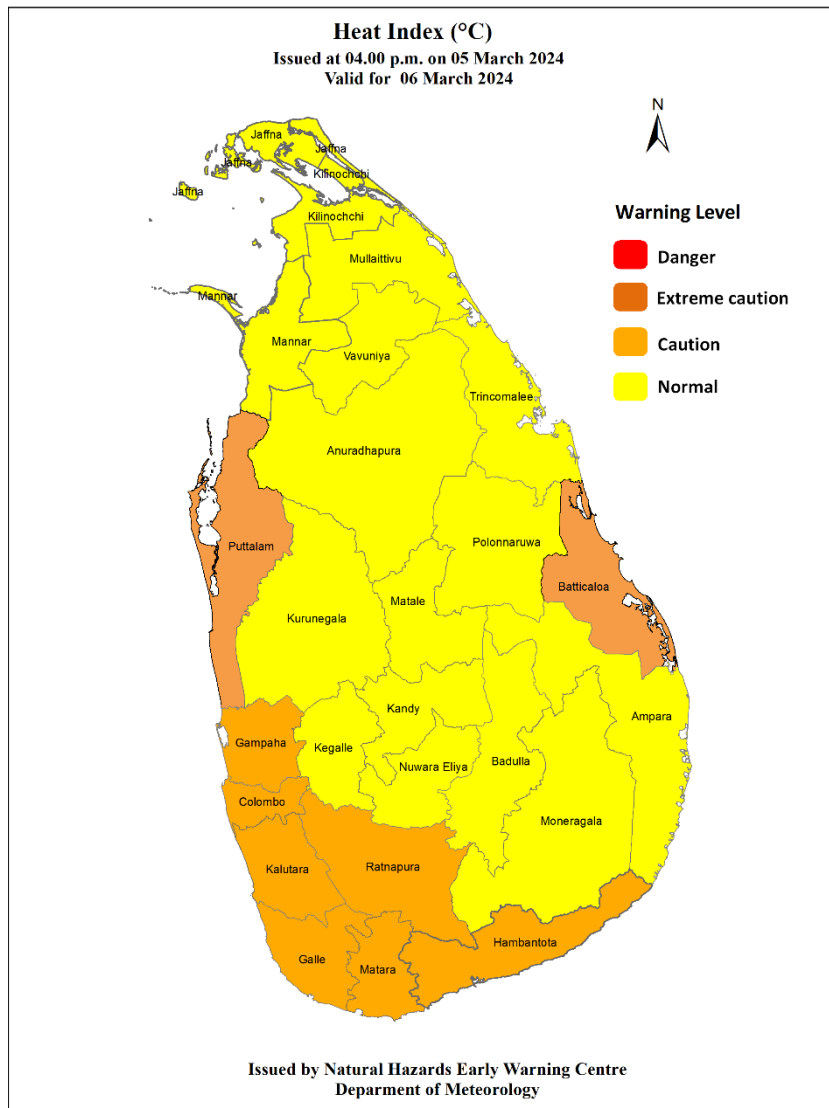 Heat Index (°C)
Issued at 04.00 p.m. on 05 March 2024
Valid for 06 March 2024
N
Warning Level
Danger
Extreme caution
Caution
Normal
Jaffna
Jaffna
Jaffna
Kilinochchi
Jaffna
Kilinochchi
Mullaittivu
Mannar
Mannar
Vavuniya
Trincomalee
Anuradhapura
Polonnaruwa
Puttalam
Batticaloa
Matale
Kurunegala
Kandy
Ampara
Gampaha
Kegalle
Nuwara Eliya
Badulla
Colombo
Moneragala
Kalutara
Ratnapura
Hambantota
Galle
Matara
Issued by Natural Hazards Early Warning Centre
Deparment of Meteorology